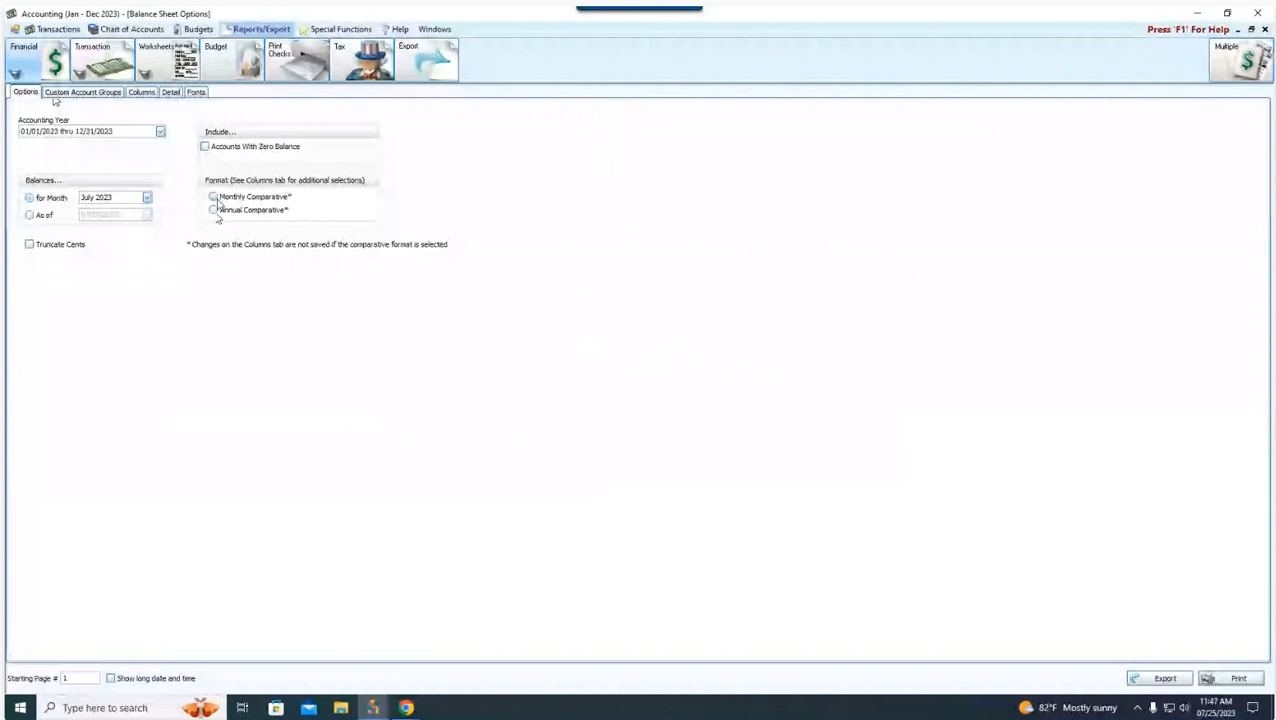 Accounting (Jan - Dec 2023) - [Balance Sheet Options]
Transactions Chart of Accounts Budgets Reports/Export Special Functions Help Windows Press 'F1' For Help
Financial Transaction Worksheets Budget Print Checks Tax Export Multiple
Options Custom Account Groups Columns Detail Fonts
Accounting Year
01/01/2023 thru 12/31/2023
Include...
Accounts With Zero Balance
Balances...
Format (See Columns tab for additional selections)
for Month July 2023
Monthly Comparative*
As of
Annual Comparative*
Truncate Cents
* Changes on the Columns tab are not saved if the comparative format is selected
Starting Page # 1 Show long date and time Export Print
Type here to search 82°F Mostly sunny 11:47 AM
07/25/2023